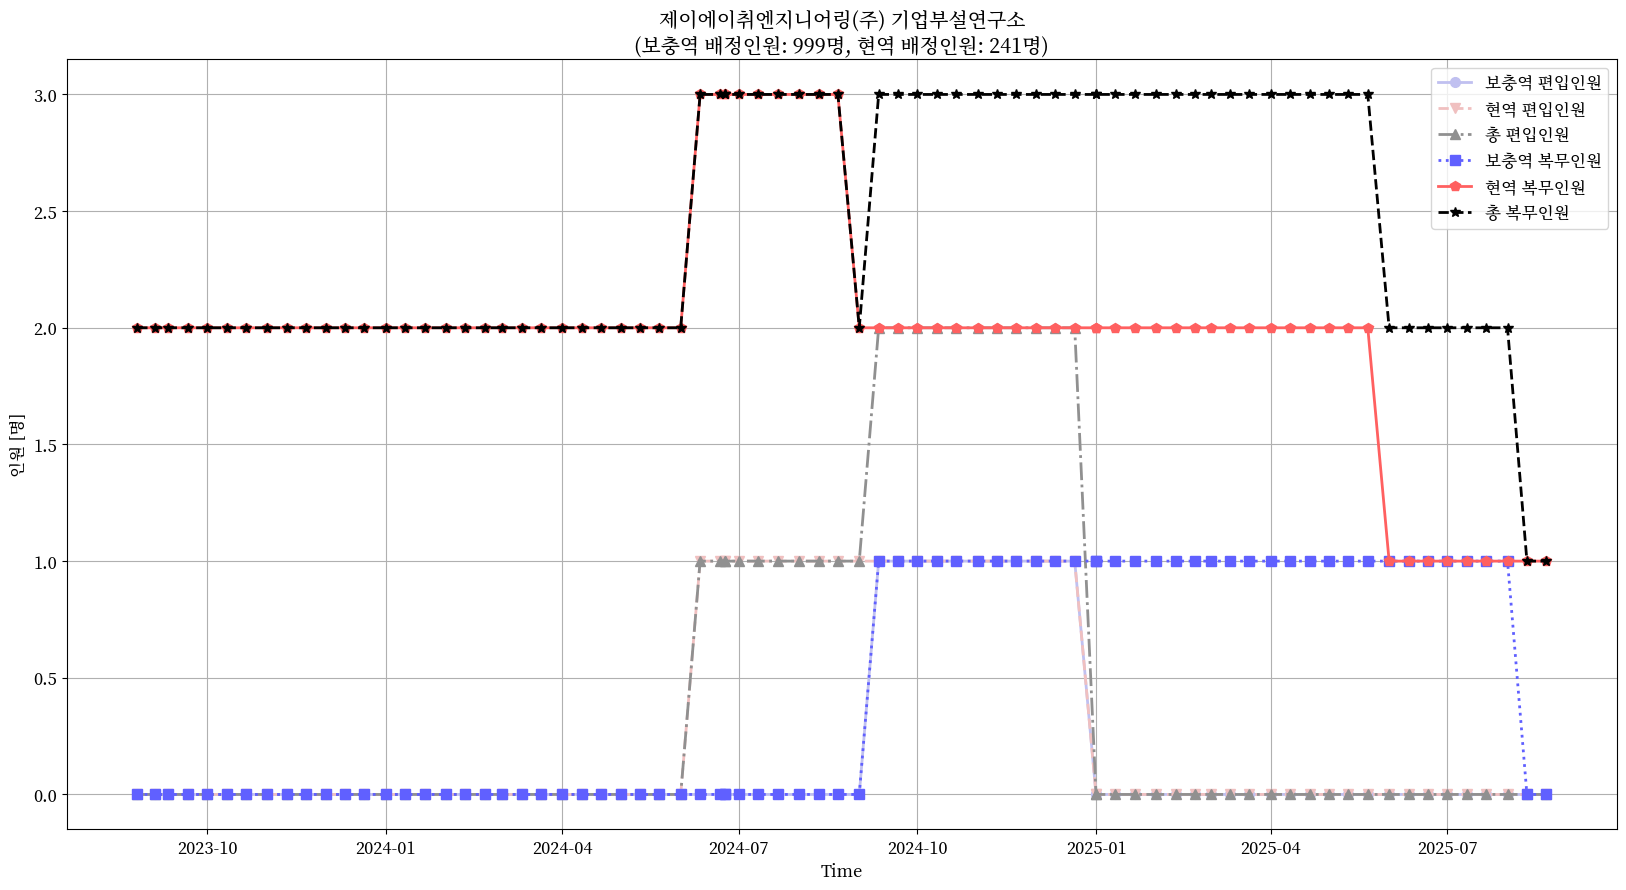 제이에이취엔지니어링(주) 기업부설연구소
(보충역 배정인원: 999명, 현역 배정인원: 241명)
보충역 편입인원
현역 편입인원
총 편입인원
보충역 복무인원
현역 복무인원
총 복무인원
인원 [명]
3.0
2.5
2.0
1.5
1.0
0.5
0.0
2023-10
2024-01
2024-04
2024-07
2024-10
2025-01
2025-04
2025-07
Time